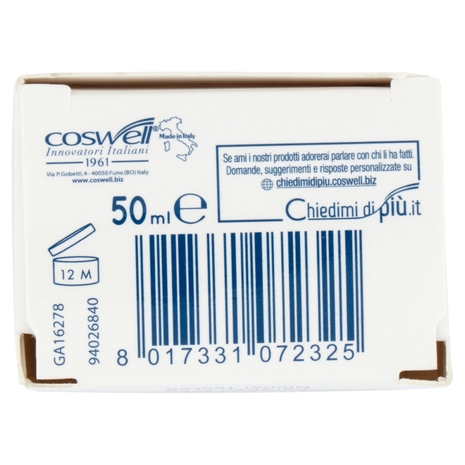 COSWell®
Made in Italy
Innovatori Italiani
1961
Via P.Gobetti, 4 - 40050 Funo (BO) Italy
www.coswell.biz
Se ami i nostri prodotti adorerai parlare con chi li ha fatti.
Domande, suggerimenti e risposte personalizzate su
chiedimidipiu.coswell.biz
Chiedimi di più.it
50 ml e
12 M
GA16278
94026840
8 017331 072325